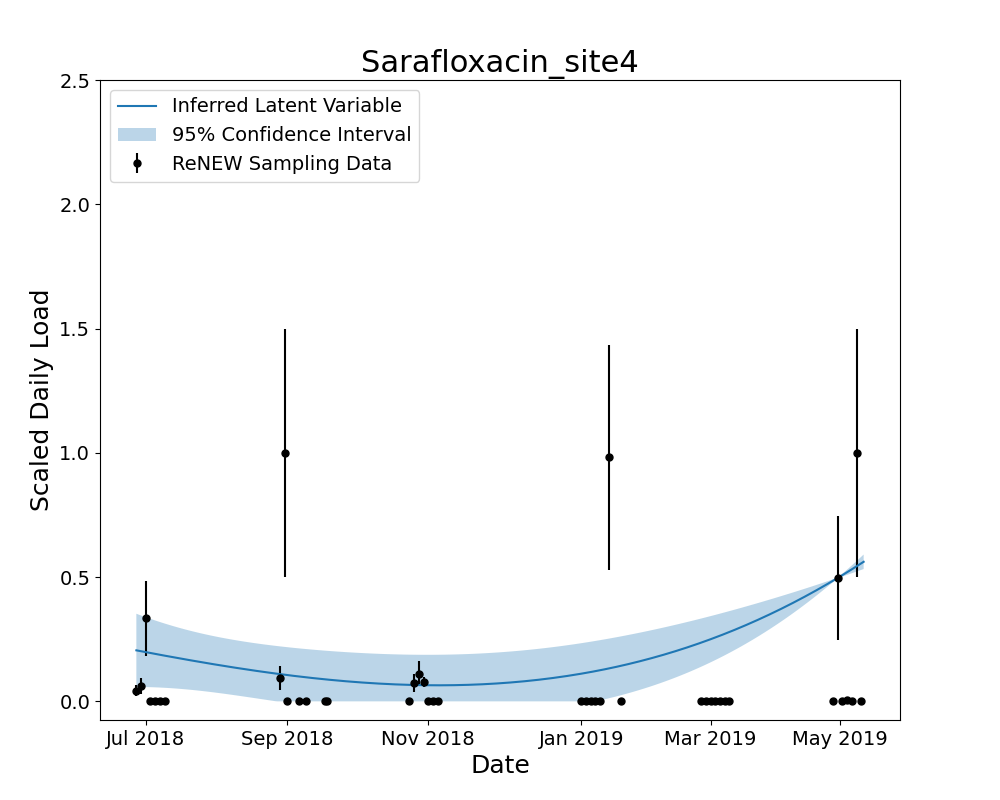 Sarafloxacin_site4
2.5
2.0
1.5
1.0
0.5
0.0
Scaled Daily Load
Inferred Latent Variable
95% Confidence Interval
ReNEW Sampling Data
Jul 2018 Sep 2018 Nov 2018 Jan 2019 Mar 2019 May 2019
Date